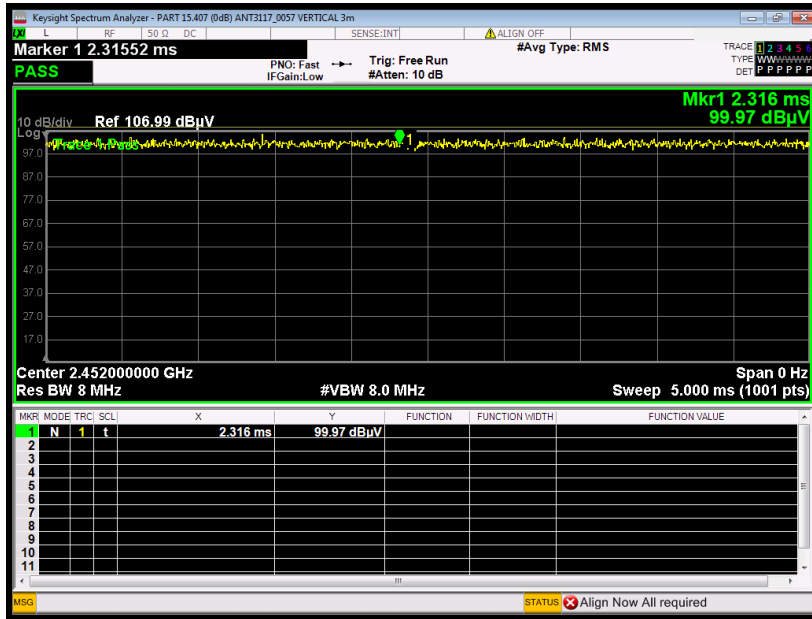 Keysight Spectrum Analyzer - PART 15.407 (0dB) ANT3117_0057 VERTICAL 3m
LXI L RF 50 Ω DC SENSE:INT ALIGN OFF
Marker 1 2.31552 ms
#Avg Type: RMS
TRACE 1 2 3 4 5 6
TYPE WWWWWW
DET P P P P P P
PASS
PNO: Fast
IFGain:Low
Trig: Free Run
#Atten: 10 dB
Mkr1 2.316 ms
99.97 dBµV
10 dB/div Ref 106.99 dBµV
Log
Trace 1 Pass
1
97.0
87.0
77.0
67.0
57.0
47.0
37.0
27.0
17.0
Center 2.452000000 GHz Span 0 Hz
Res BW 8 MHz #VBW 8.0 MHz Sweep 5.000 ms (1001 pts)
MKR MODE TRC SCL X Y FUNCTION FUNCTION WIDTH FUNCTION VALUE
1 N 1 t 2.316 ms 99.97 dBµV
2
3
4
5
6
7
8
9
10
11
MSG STATUS Align Now All required